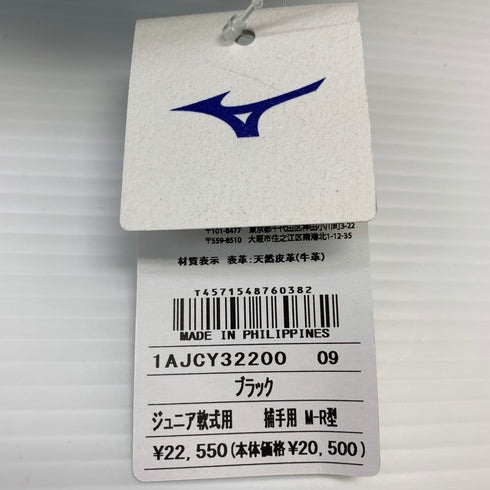 〒101-8477 東京都千代田区神田小川町3-22
〒559-8510 大阪市住之江区南港北1-12-35
材質表示 表革:天然皮革(牛革)
T4571548760382
MADE IN PHILIPPINES
1AJCY32200 09
ブラック
ジュニア軟式用 捕手用 M-R型
¥22,550(本体価格¥20,500)